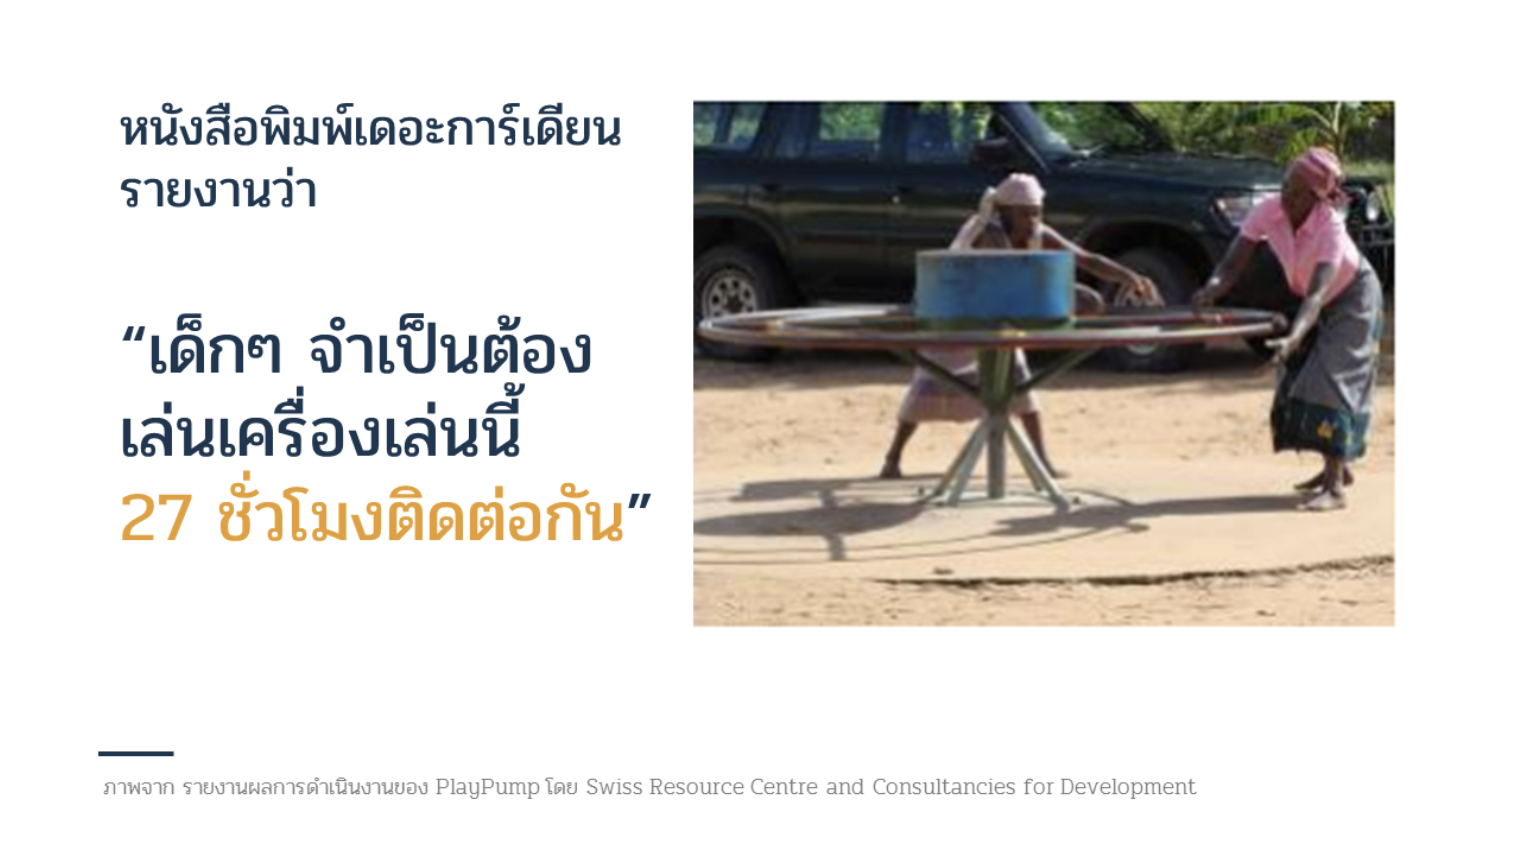 หนังสือพิมพ์เดอะการ์เดียน
รายงานว่า
“เด็กๆ จำเป็นต้อง
เล่นเครื่องเล่นนี้
27 ชั่วโมงติดต่อกัน”
ภาพจาก รายงานผลการดำเนินงานของ PlayPump โดย Swiss Resource Centre and Consultancies for Development